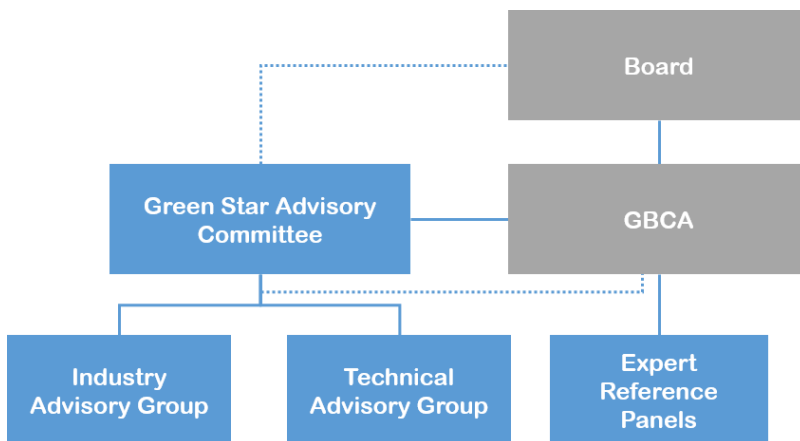 Board
Green Star Advisory
Committee
GBCA
Industry
Advisory Group
Technical
Advisory Group
Expert
Reference
Panels